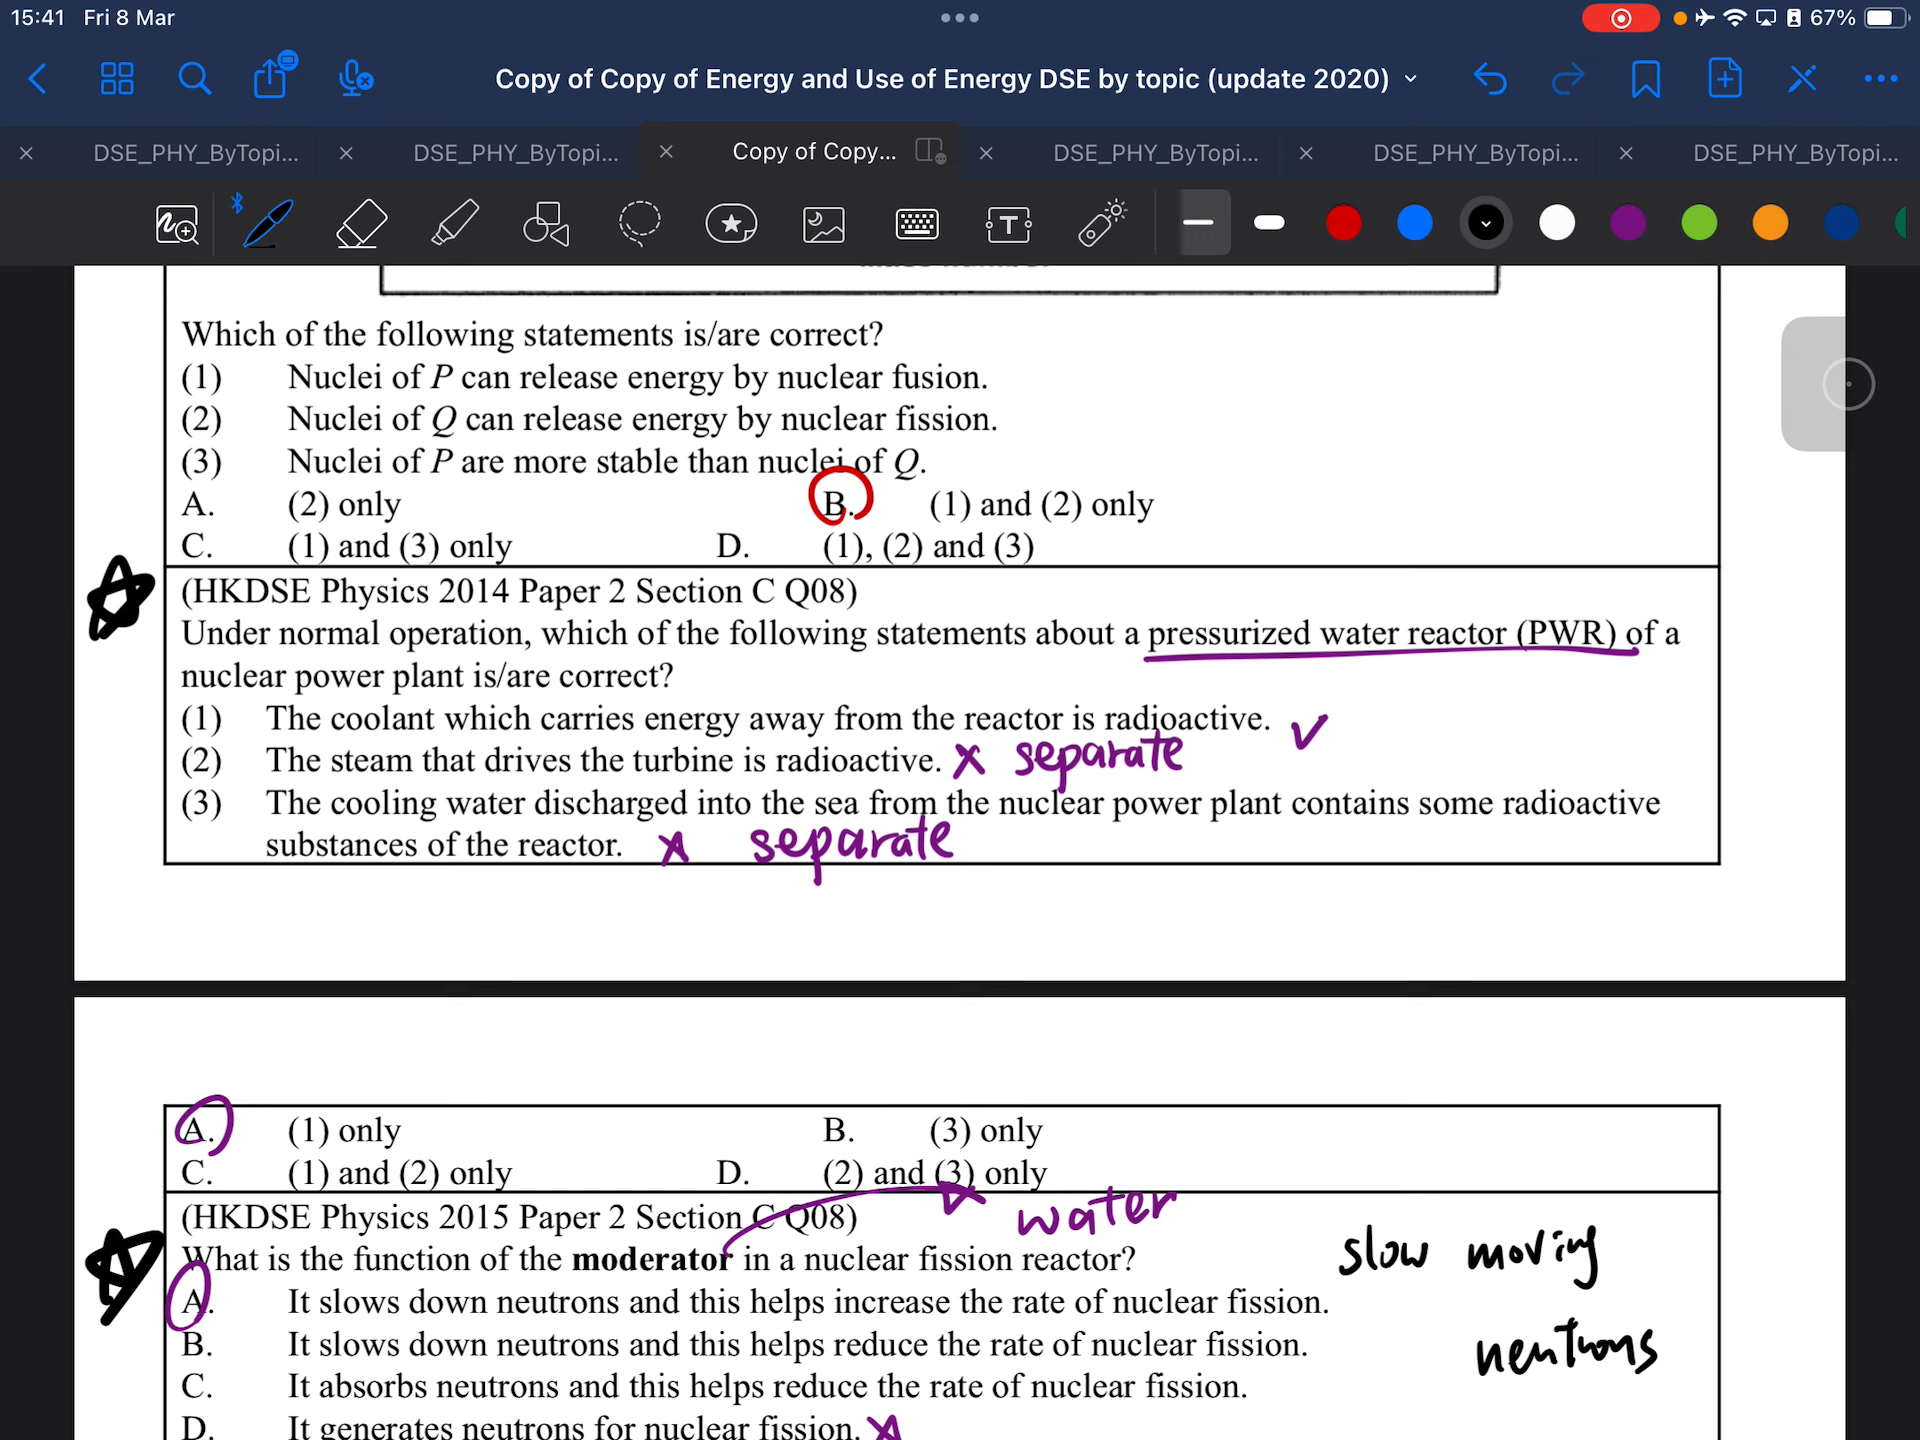 15:41 Fri 8 Mar
67%
Copy of Copy of Energy and Use of Energy DSE by topic (update 2020)
DSE_PHY_ByTopi... DSE_PHY_ByTopi... Copy of Copy... DSE_PHY_ByTopi... DSE_PHY_ByTopi... DSE_PHY_ByTopi...
T
Which of the following statements is/are correct?
(1) Nuclei of P can release energy by nuclear fusion.
(2) Nuclei of Q can release energy by nuclear fission.
(3) Nuclei of P are more stable than nuclei of Q.
A. (2) only B. (1) and (2) only
C. (1) and (3) only D. (1), (2) and (3)
(HKDSE Physics 2014 Paper 2 Section C Q08)
Under normal operation, which of the following statements about a pressurized water reactor (PWR) of a
nuclear power plant is/are correct?
(1) The coolant which carries energy away from the reactor is radioactive.
(2) The steam that drives the turbine is radioactive. separate
(3) The cooling water discharged into the sea from the nuclear power plant contains some radioactive
substances of the reactor. separate
A. (1) only B. (3) only
C. (1) and (2) only D. (2) and (3) only
(HKDSE Physics 2015 Paper 2 Section C Q08) water
What is the function of the moderator in a nuclear fission reactor? slow moving
A. It slows down neutrons and this helps increase the rate of nuclear fission.
B. It slows down neutrons and this helps reduce the rate of nuclear fission. neutrons
C. It absorbs neutrons and this helps reduce the rate of nuclear fission.
D. It generates neutrons for nuclear fission.